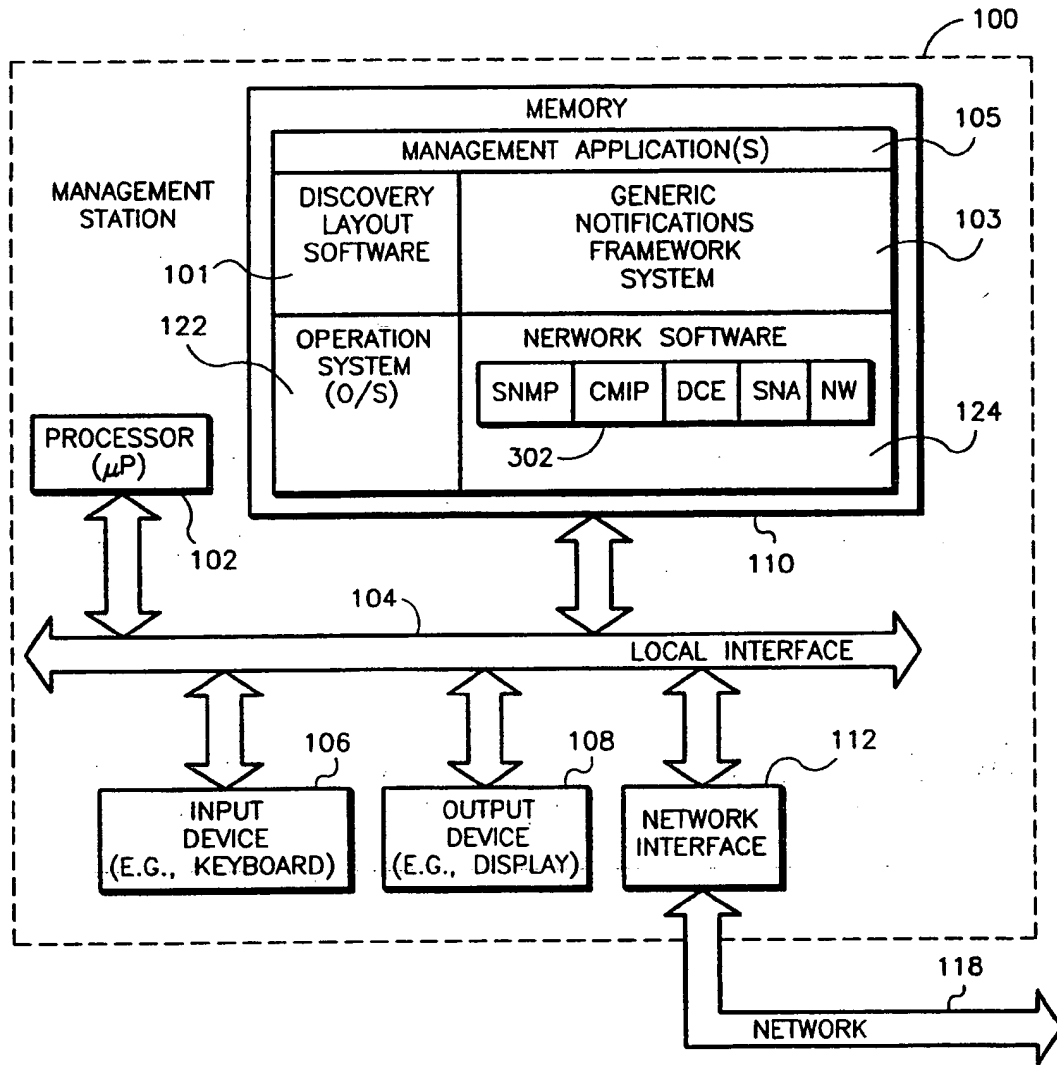 100
MEMORY
MANAGEMENT APPLICATION(S)
105
MANAGEMENT
STATION
DISCOVERY
LAYOUT
SOFTWARE
101
GENERIC
NOTIFICATIONS
FRAMEWORK
SYSTEM
103
122
OPERATION
SYSTEM
(O/S)
NERWORK SOFTWARE
SNMP CMIP DCE SNA NW
302
124
PROCESSOR
(μP)
102
110
104
LOCAL INTERFACE
106
108
112
INPUT
DEVICE
(E.G., KEYBOARD)
OUTPUT
DEVICE
(E.G., DISPLAY)
NETWORK
INTERFACE
118
NETWORK